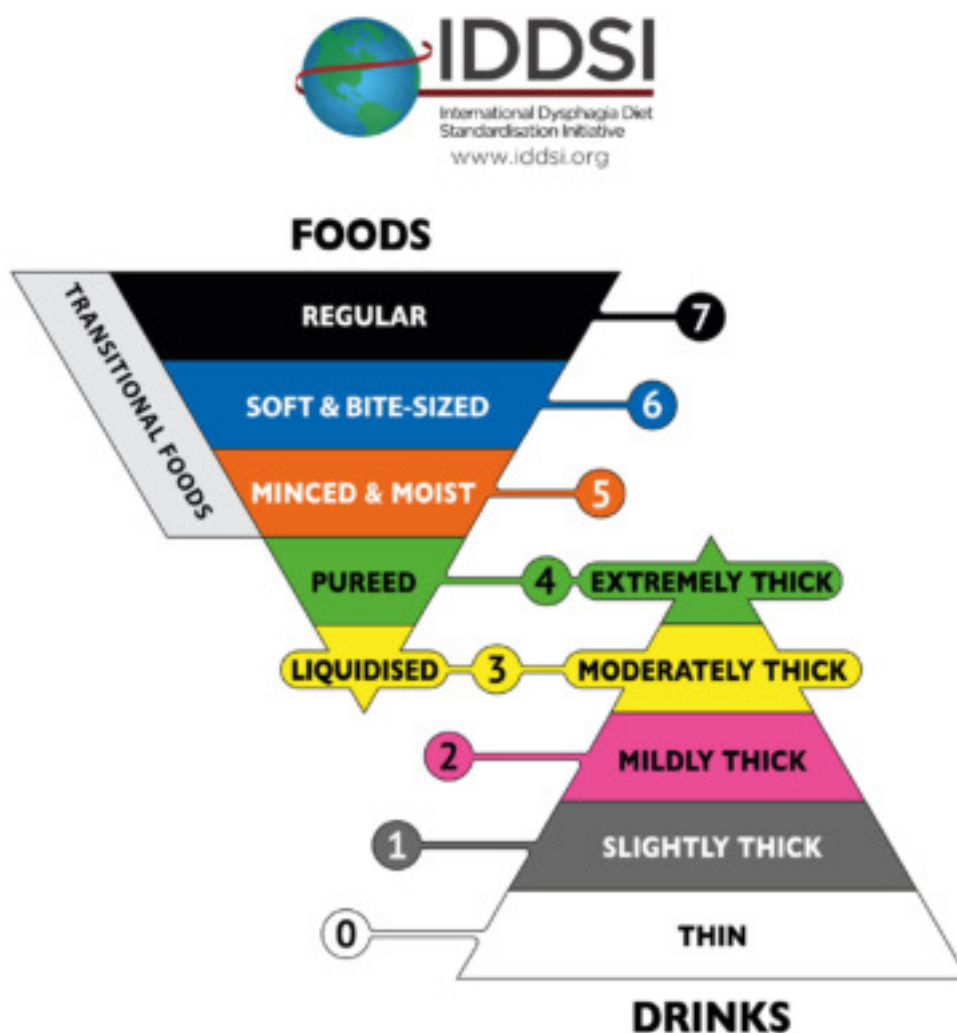 IDDSI
International Dysphagia Diet
Standardisation Initiative
www.iddsi.org
FOODS
TRANSITIONAL FOODS
REGULAR
7
SOFT & BITE-SIZED
6
MINCED & MOIST
5
PUREED
4
EXTREMELY THICK
LIQUIDISED
3
MODERATELY THICK
2
MILDLY THICK
1
SLIGHTLY THICK
0
THIN
DRINKS